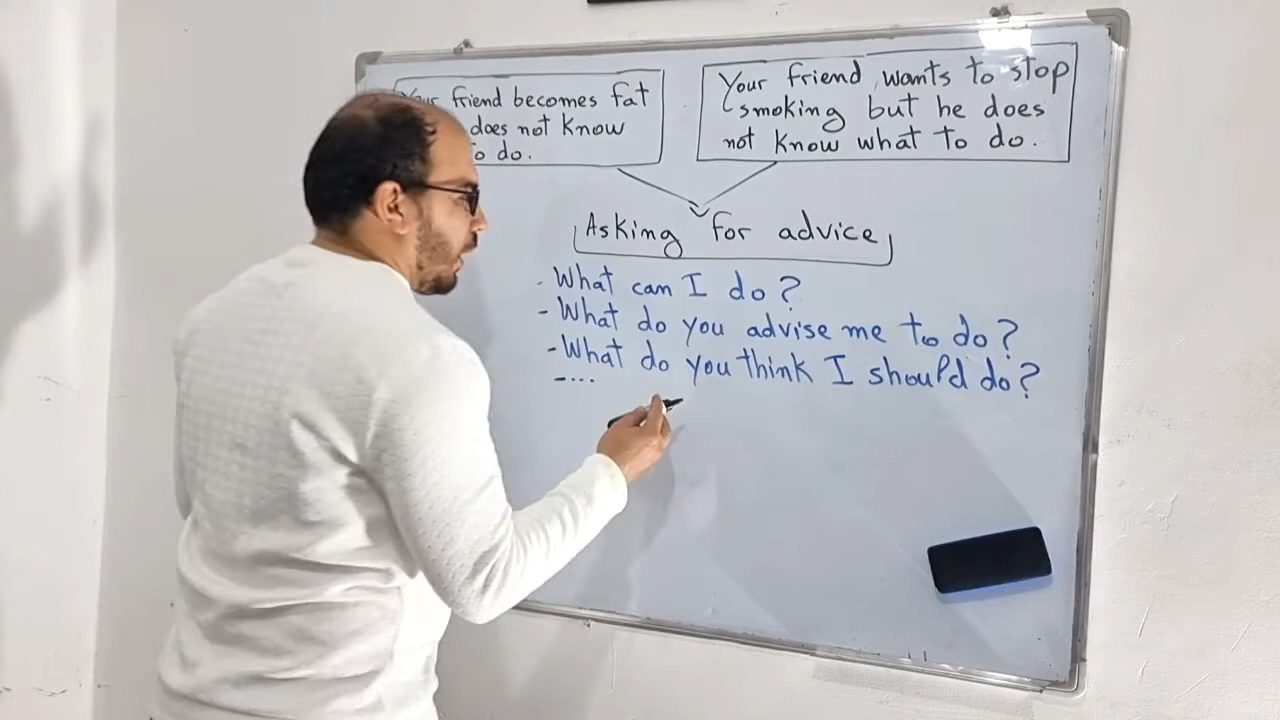 Your friend becomes fat
does not know
to do.
Your friend wants to stop
smoking but he does
not know what to do.
Asking for advice
- What can I do?
- What do you advise me to do?
- What do you think I should do?
-...